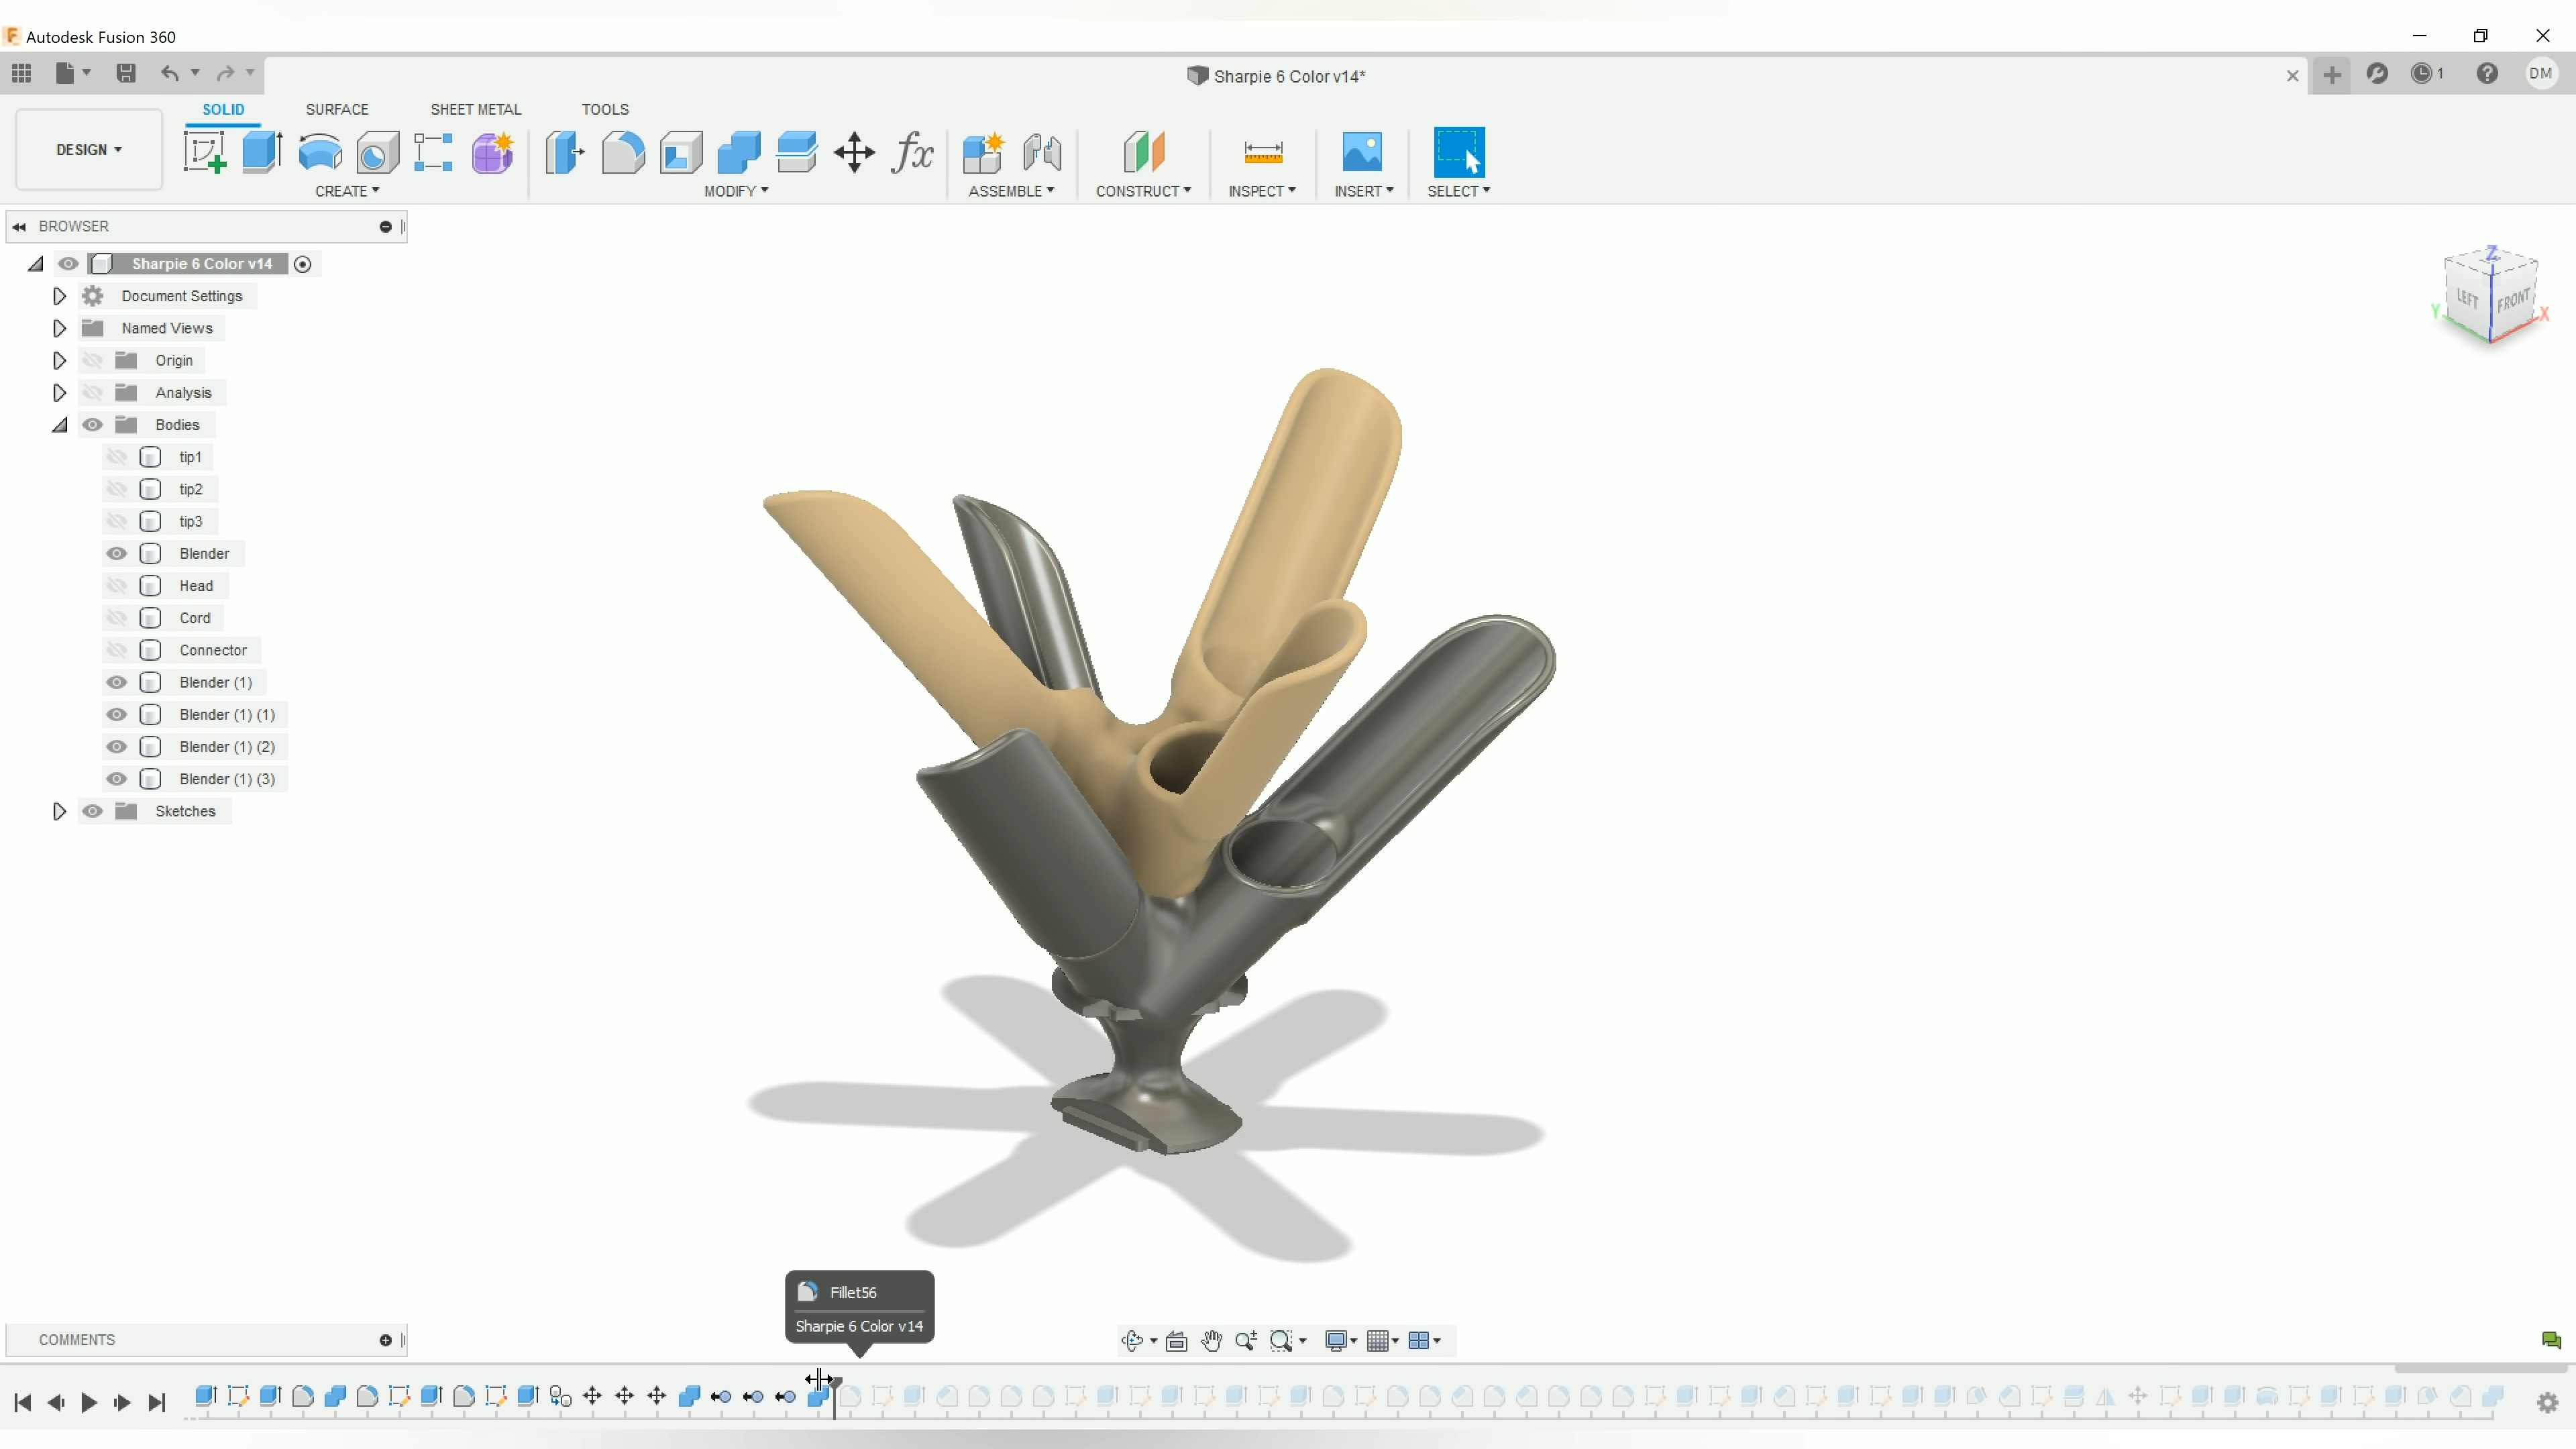 Autodesk Fusion 360
Sharpie 6 Color v14*
1
DM
SOLID
SURFACE
SHEET METAL
TOOLS
DESIGN
CREATE
MODIFY
ASSEMBLE
CONSTRUCT
INSPECT
INSERT
SELECT
BROWSER
Sharpie 6 Color v14
Document Settings
Named Views
Origin
Analysis
Bodies
tip1
tip2
tip3
Blender
Head
Cord
Connector
Blender (1)
Blender (1) (1)
Blender (1) (2)
Blender (1) (3)
Sketches
Z
LEFT
FRONT
Y
X
Fillet56
Sharpie 6 Color v14
COMMENTS